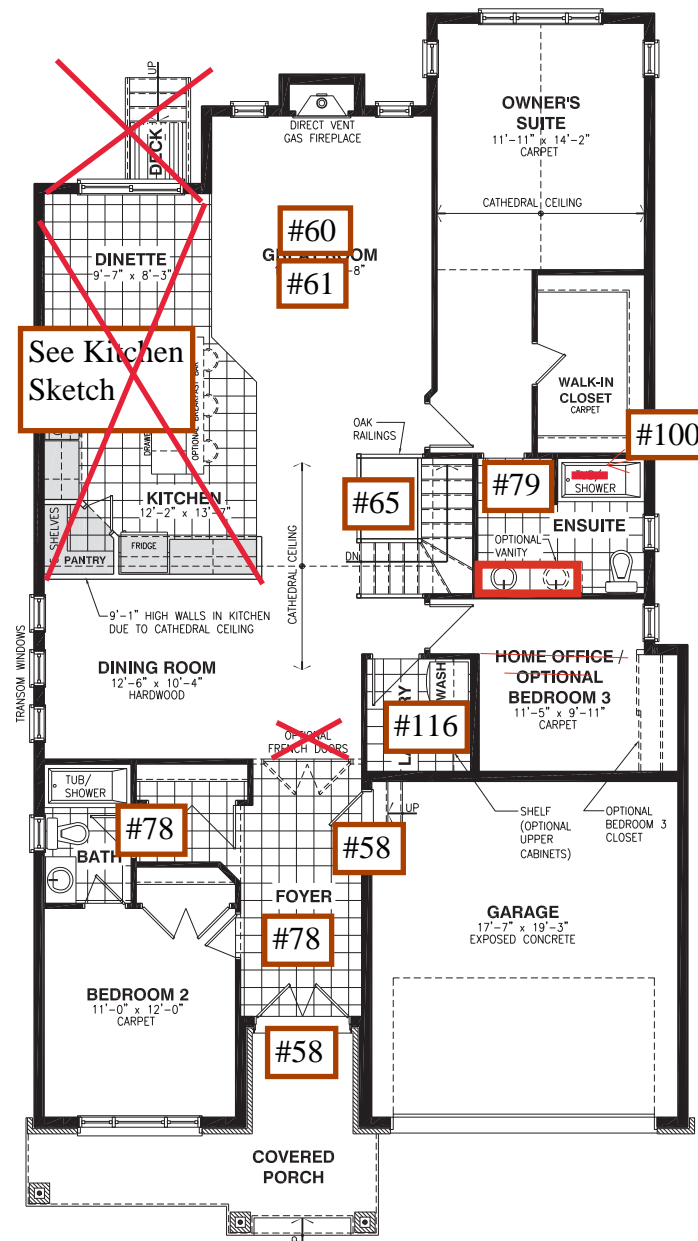 UP
DECK
DIRECT VENT
GAS FIREPLACE
OWNER'S
SUITE
11'-11" x 14'-2"
CARPET
CATHEDRAL CEILING
DINETTE
9'-7" x 8'-3"
#60
#61
See Kitchen
Sketch
OPTIONAL BREAKFAST BAR
KITCHEN
12'-2" x 13'-7"
SHELVES
PANTRY
FRIDGE
9'-1" HIGH WALLS IN KITCHEN
DUE TO CATHEDRAL CEILING
CATHEDRAL CEILING
OAK
RAILINGS
#65
DN
WALK-IN
CLOSET
CARPET
#100
#79
SHOWER
ENSUITE
OPTIONAL
VANITY
TRANSOM WINDOWS
DINING ROOM
12'-6" x 10'-4"
HARDWOOD
HOME OFFICE /
OPTIONAL
BEDROOM 3
11'-5" x 9'-11"
CARPET
WASH
#116
OPTIONAL
FRENCH DOORS
TUB/
SHOWER
BATH
#78
UP
#58
SHELF
(OPTIONAL
UPPER
CABINETS)
OPTIONAL
BEDROOM 3
CLOSET
FOYER
#78
GARAGE
17'-7" x 19'-3"
EXPOSED CONCRETE
BEDROOM 2
11'-0" x 12'-0"
CARPET
#58
COVERED
PORCH